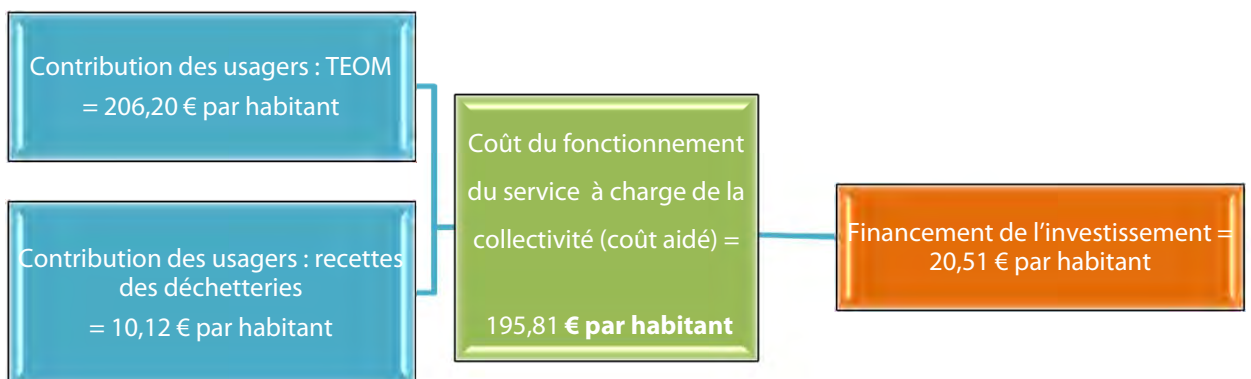 Contribution des usagers : TEOM
= 206,20 € par habitant
Contribution des usagers : recettes
des déchetteries
= 10,12 € par habitant
Coût du fonctionnement
du service à charge de la
collectivité (coût aidé) =
195,81 € par habitant
Financement de l’investissement =
20,51 € par habitant